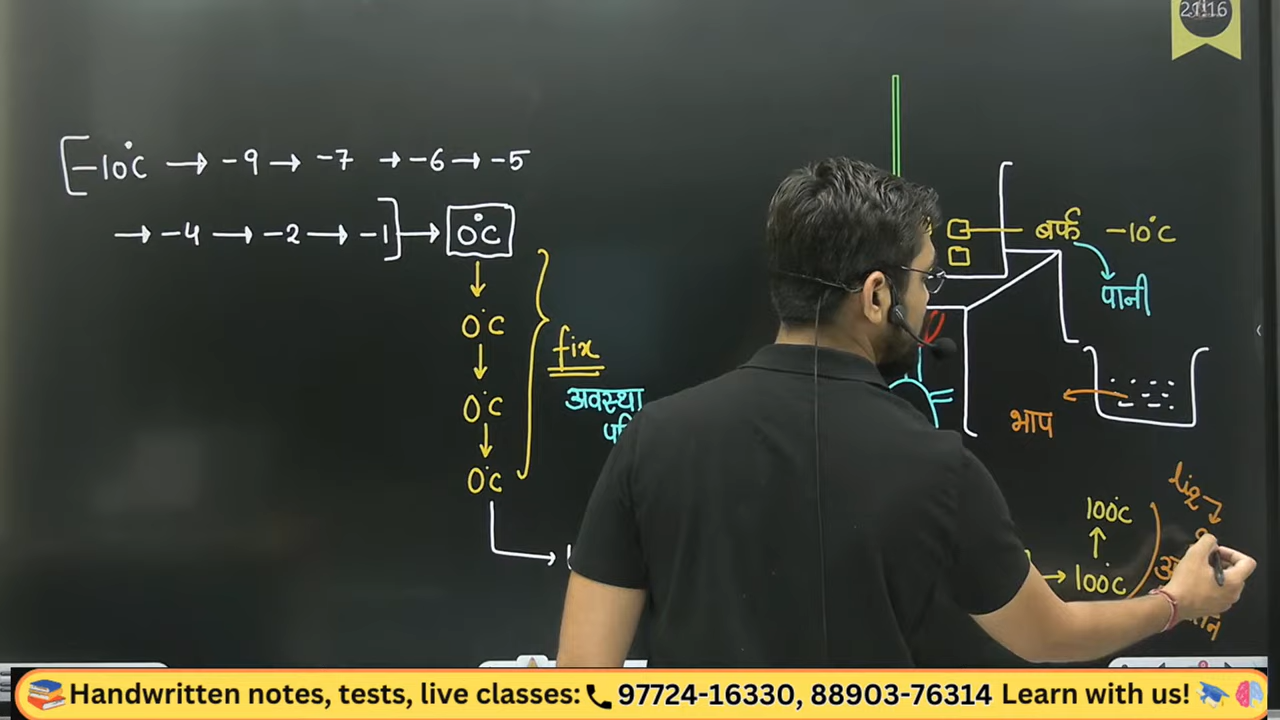 21:16
[-10°C → -9 → -7 → -6 → -5
→ -4 → -2 → -1] → 0°C
0°C
0°C
0°C
fix
अवस्था
बर्फ -10°C
पानी
भाप
100°C
→ 100°C
liq
Handwritten notes, tests, live classes: 97724-16330, 88903-76314 Learn with us!